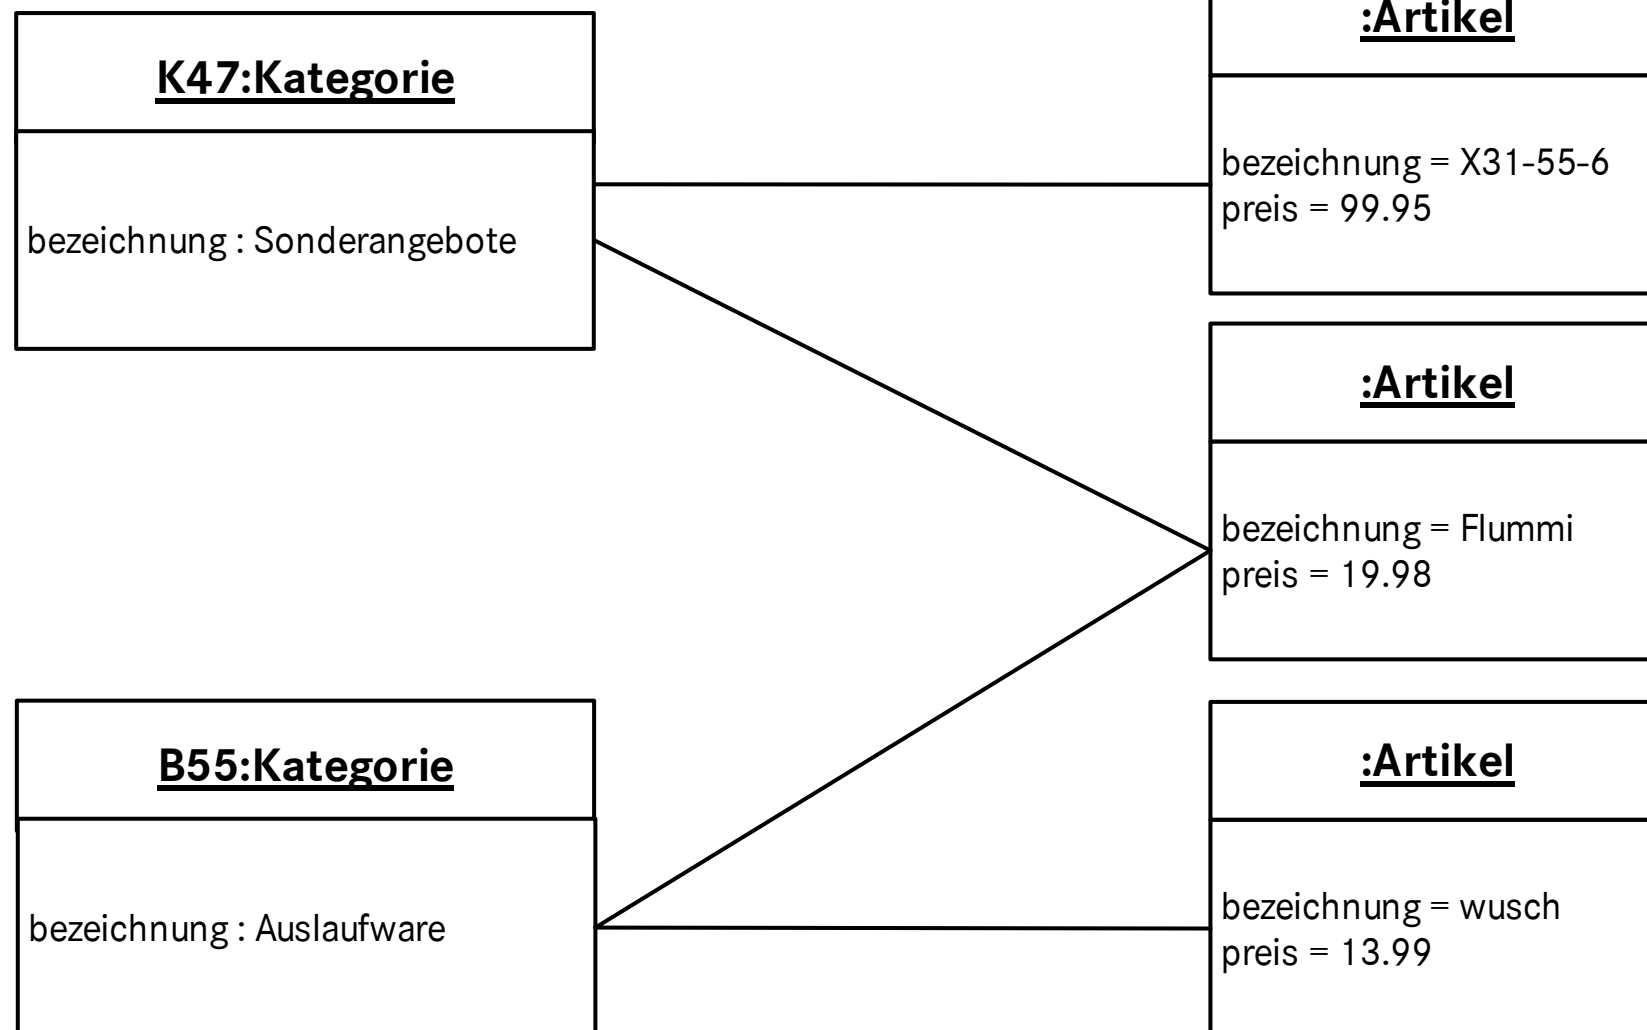 :Artikel
K47:Kategorie
bezeichnung = X31-55-6
preis = 99.95
bezeichnung : Sonderangebote
:Artikel
bezeichnung = Flummi
preis = 19.98
B55:Kategorie
:Artikel
bezeichnung : Auslaufware
bezeichnung = wusch
preis = 13.99